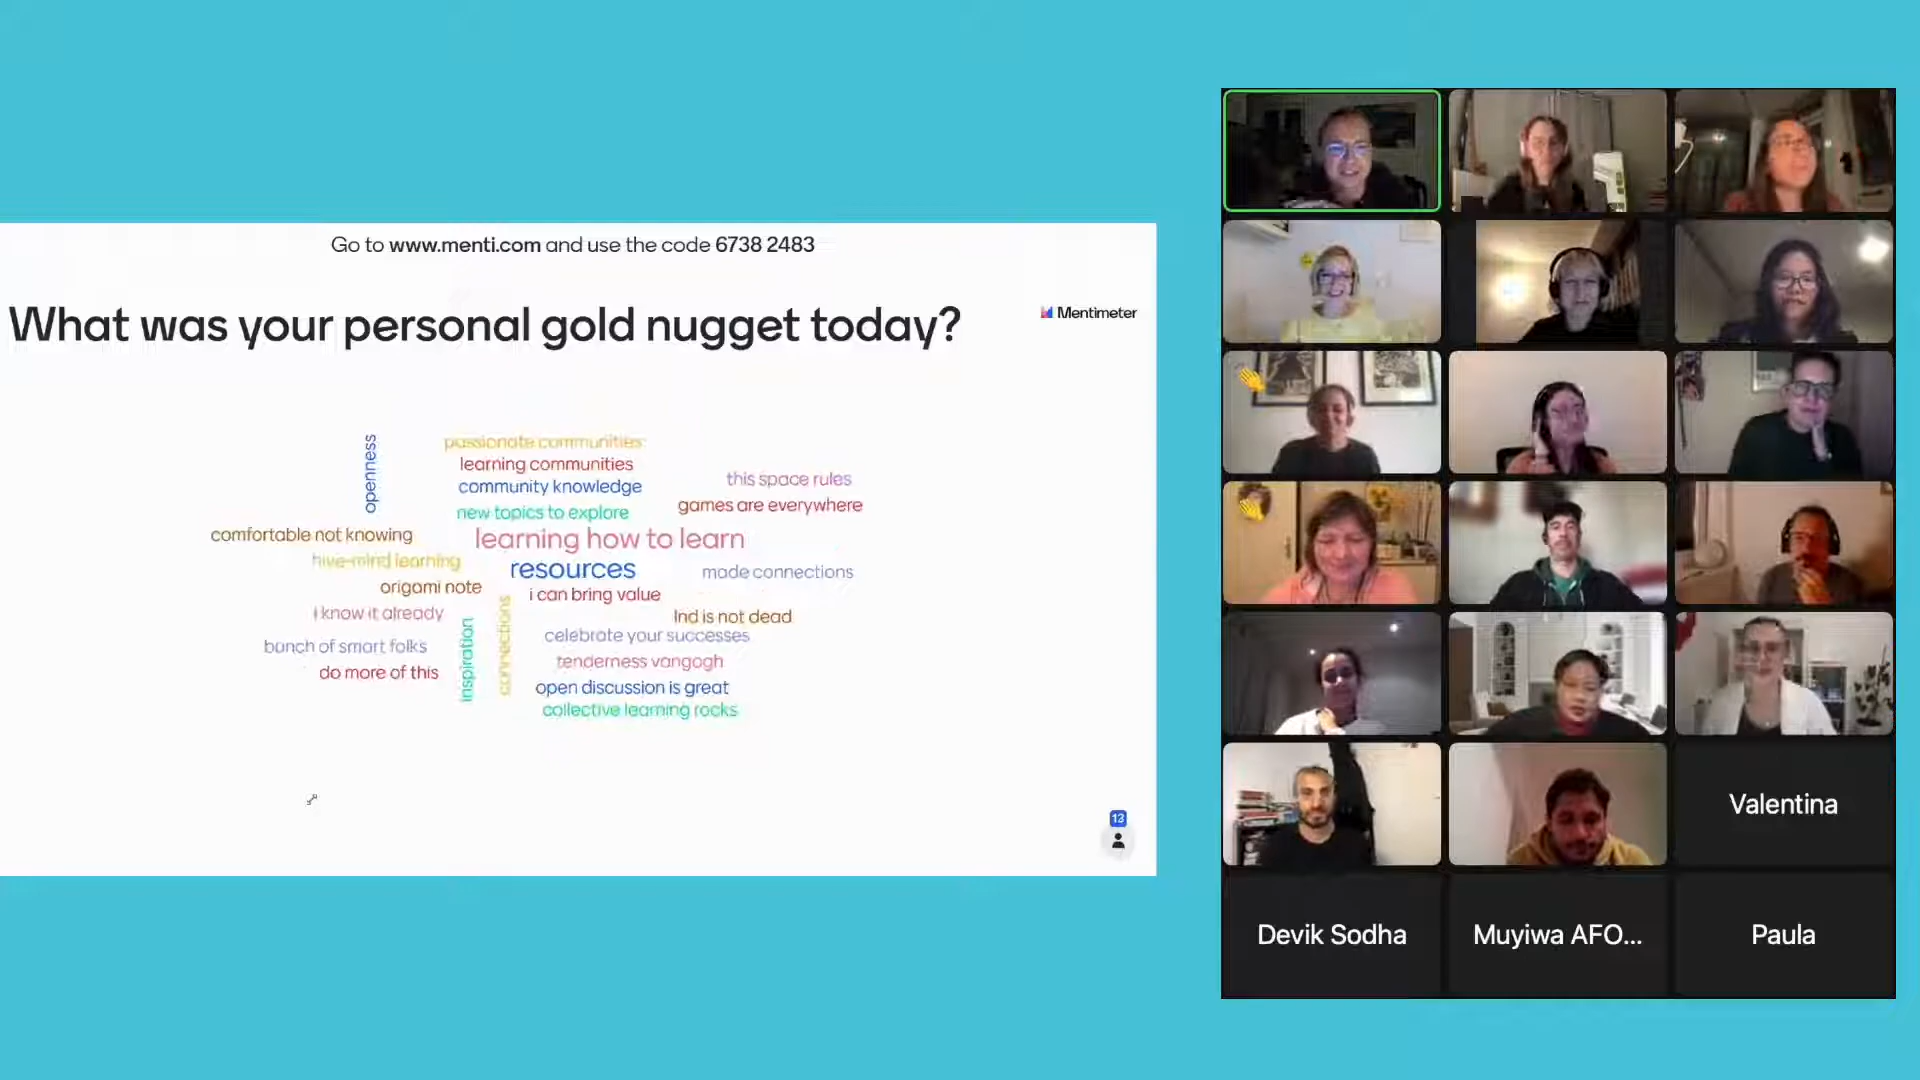 Go to www.menti.com and use the code 6738 2483
What was your personal gold nugget today?
Mentimeter
openness
passionate communities
learning communities
community knowledge
new topics to explore
this space rules
games are everywhere
comfortable not knowing
learning how to learn
hive-mind learning
resources
made connections
origami note
i can bring value
i know it already
lnd is not dead
bunch of smart folks
inspiration
connections
celebrate your successes
do more of this
tenderness vangogh
open discussion is great
collective learning rocks
13
Valentina
Devik Sodha
Muyiwa AFO...
Paula